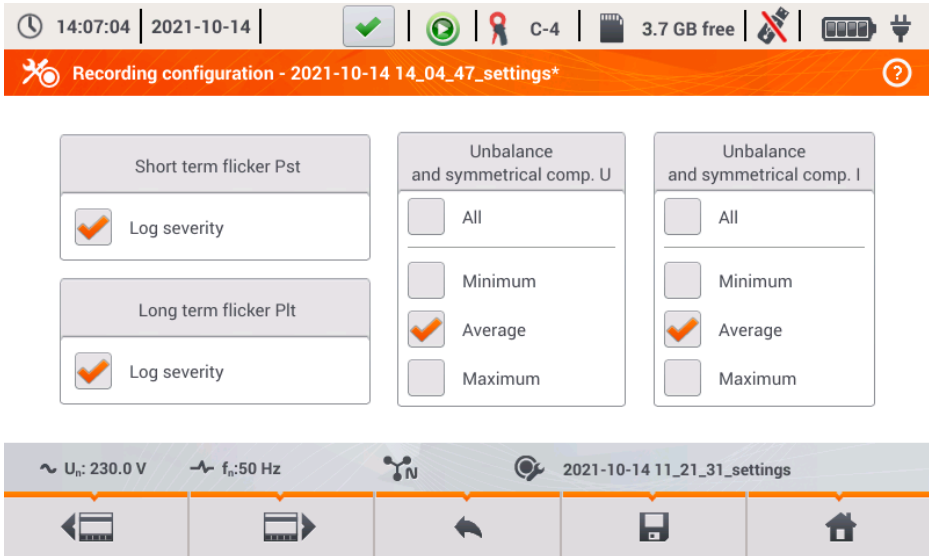 14:07:04 2021-10-14 C-4 3.7 GB free
Recording configuration - 2021-10-14 14_04_47_settings* ?
Short term flicker Pst
Log severity
Long term flicker Plt
Log severity
Unbalance
and symmetrical comp. U
All
Minimum
Average
Maximum
Unbalance
and symmetrical comp. I
All
Minimum
Average
Maximum
Un: 230.0 V fn:50 Hz N 2021-10-14 11_21_31_settings